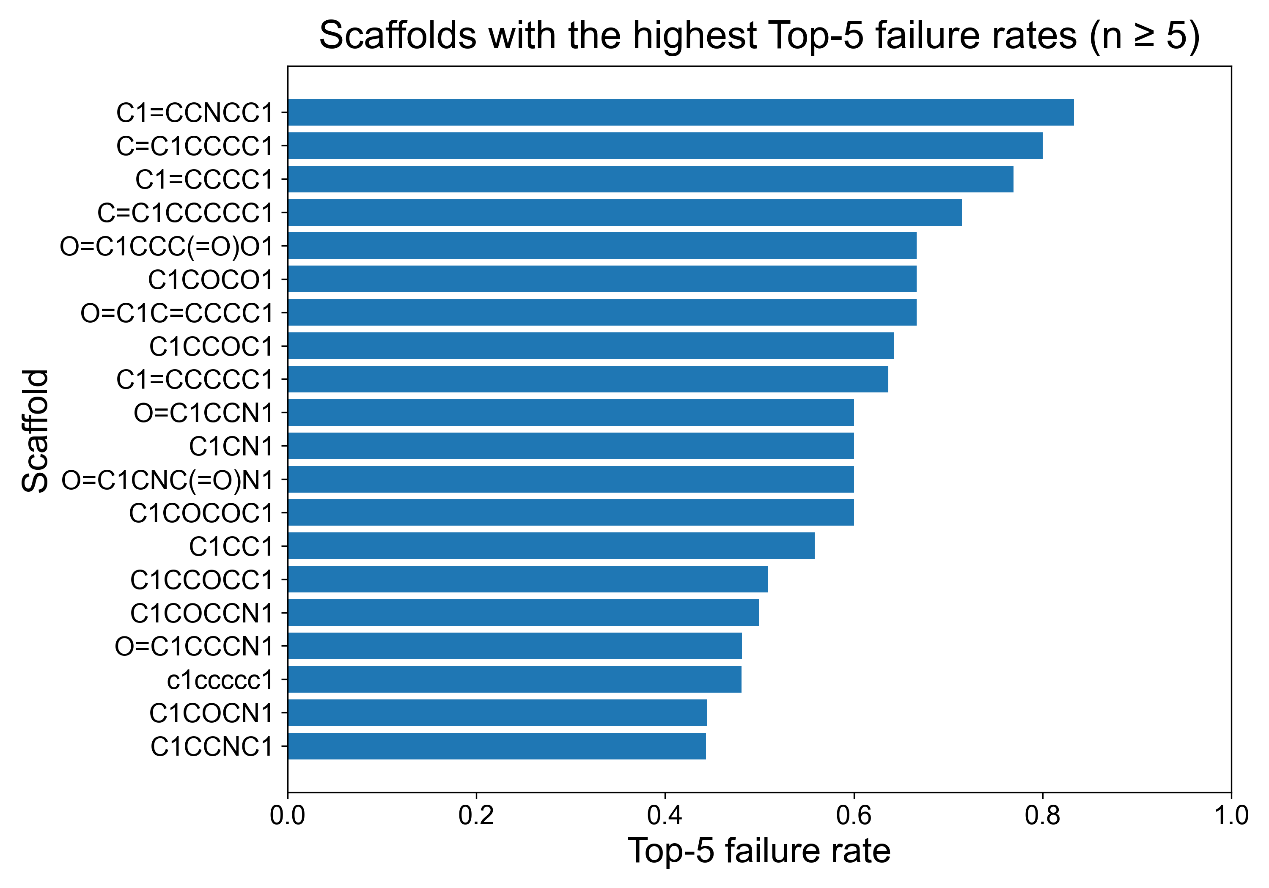 Scaffolds with the highest Top-5 failure rates (n ≥ 5)
Scaffold
C1=CCNCC1
C=C1CCCC1
C1=CCCC1
C=C1CCCCC1
O=C1CCC(=O)O1
C1COCO1
O=C1C=CCCC1
C1CCOC1
C1=CCCCC1
O=C1CCN1
C1CN1
O=C1CNC(=O)N1
C1COCOC1
C1CC1
C1CCOCC1
C1COCCN1
O=C1CCCN1
c1ccccc1
C1COCN1
C1CCNC1
0.0 0.2 0.4 0.6 0.8 1.0
Top-5 failure rate